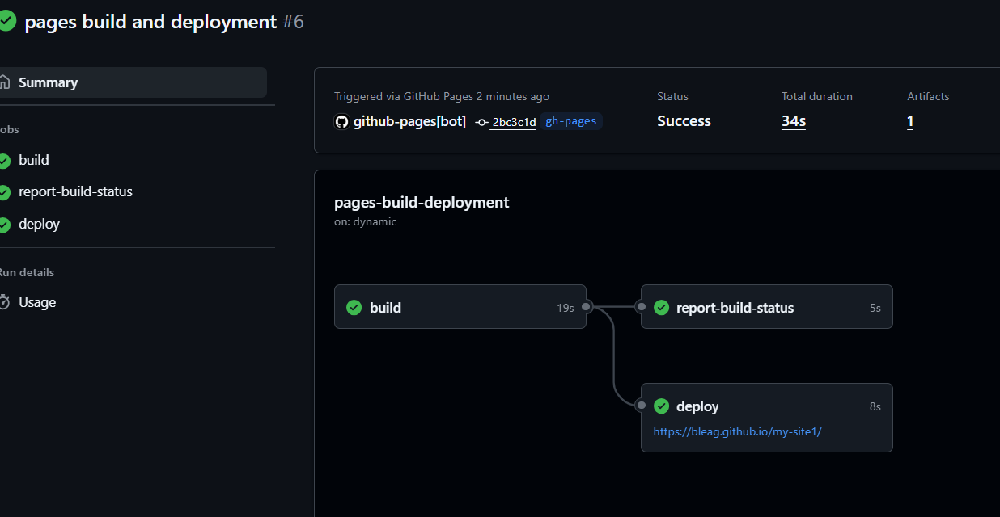 pages build and deployment #6
Summary
obs
build
report-build-status
deploy
Run details
Usage
Triggered via GitHub Pages 2 minutes ago
github-pages[bot] 2bc3c1d gh-pages
Status
Success
Total duration
34s
Artifacts
1
pages-build-deployment
on: dynamic
build 19s
report-build-status 5s
deploy 8s
https://bleag.github.io/my-site1/